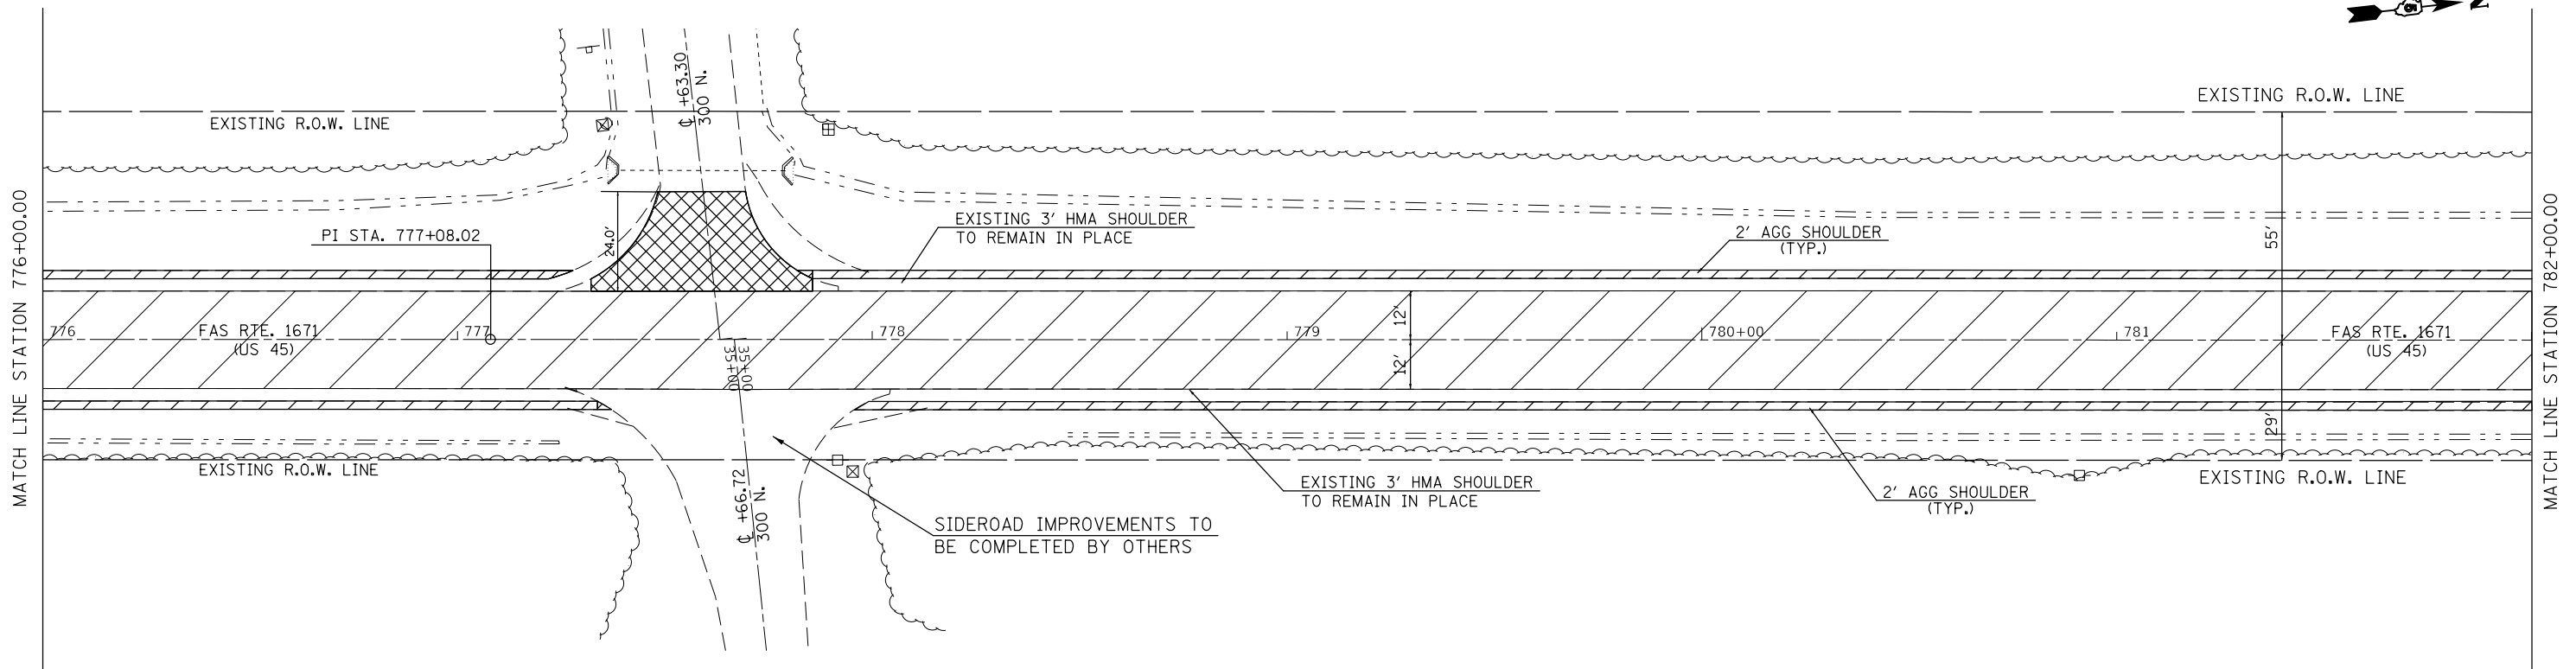 N
EXISTING R.O.W. LINE
EXISTING R.O.W. LINE
℄ +63.30
300 N.
MATCH LINE STATION 776+00.00
MATCH LINE STATION 782+00.00
PI STA. 777+08.02
24.0'
EXISTING 3' HMA SHOULDER
TO REMAIN IN PLACE
2' AGG SHOULDER
(TYP.)
55'
776
FAS RTE. 1671
(US 45)
777
778
779
12'
12'
780+00
781
FAS RTE. 1671
(US 45)
35+00
35+00
29'
EXISTING R.O.W. LINE
EXISTING R.O.W. LINE
℄ +66.72
300 N.
EXISTING 3' HMA SHOULDER
TO REMAIN IN PLACE
2' AGG SHOULDER
(TYP.)
SIDEROAD IMPROVEMENTS TO
BE COMPLETED BY OTHERS